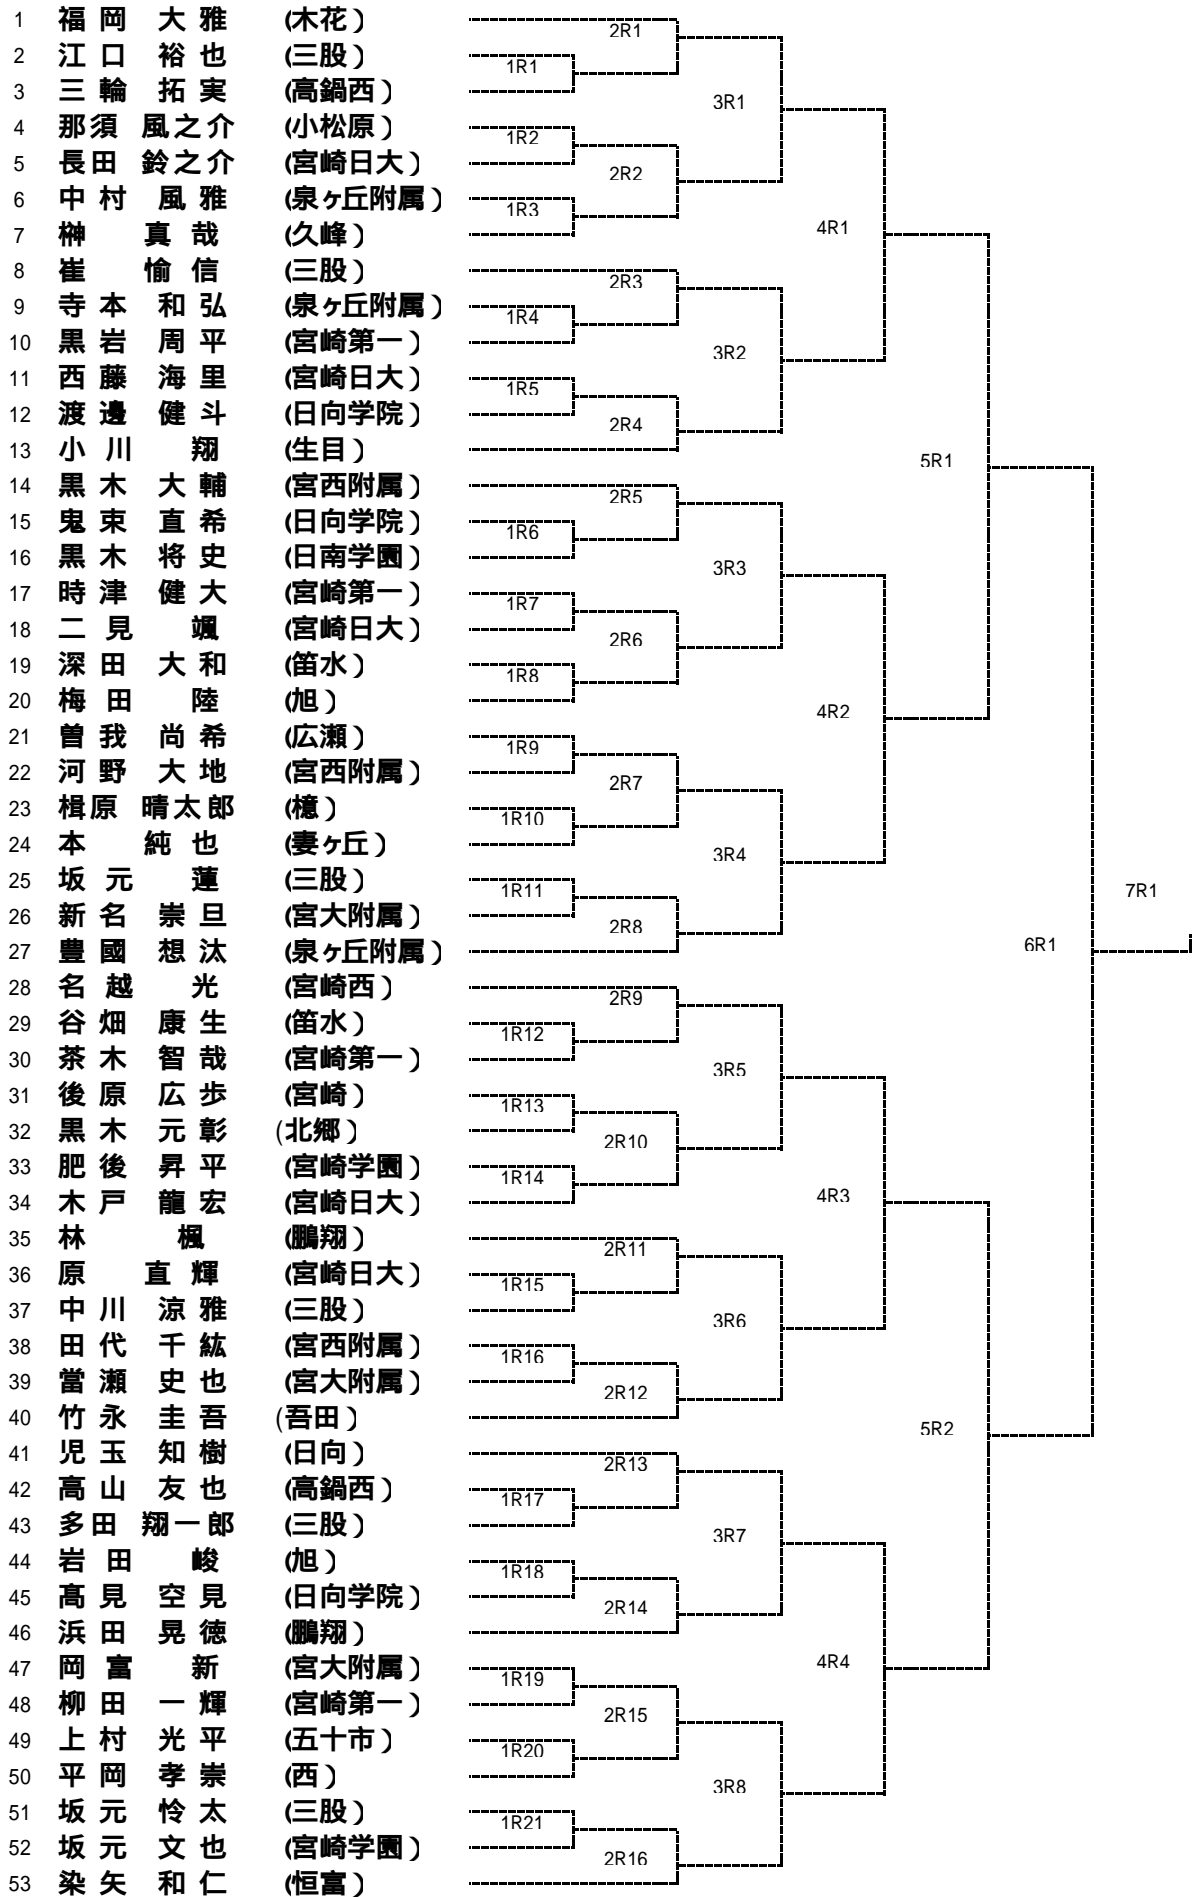 1 福岡 大雅 (木花)
2 江口 裕也 (三股)
3 三輪 拓実 (高鍋西)
4 那須 風之介 (小松原)
5 長田 鈴之介 (宮崎日大)
6 中村 風雅 (泉ヶ丘附属)
7 榊 真哉 (久峰)
8 崔 愉信 (三股)
9 寺本 和弘 (泉ヶ丘附属)
10 黒岩 周平 (宮崎第一)
11 西藤 海里 (宮崎日大)
12 渡邊 健斗 (日向学院)
13 小川 翔 (生目)
14 黒木 大輔 (宮西附属)
15 鬼束 直希 (日向学院)
16 黒木 将史 (日南学園)
17 時津 健大 (宮崎第一)
18 二見 颯 (宮崎日大)
19 深田 大和 (笛水)
20 梅田 陸 (旭)
21 曽我 尚希 (広瀬)
22 河野 大地 (宮西附属)
23 楫原 晴太郎 (檍)
24 本 純也 (妻ヶ丘)
25 坂元 蓮 (三股)
26 新名 崇旦 (宮大附属)
27 豊國 想汰 (泉ヶ丘附属)
28 名越 光 (宮崎西)
29 谷畑 康生 (笛水)
30 茶木 智哉 (宮崎第一)
31 後原 広歩 (宮崎)
32 黒木 元彰 (北郷)
33 肥後 昇平 (宮崎学園)
34 木戸 龍宏 (宮崎日大)
35 林 楓 (鵬翔)
36 原 直輝 (宮崎日大)
37 中川 涼雅 (三股)
38 田代 千紘 (宮西附属)
39 當瀬 史也 (宮大附属)
40 竹永 圭吾 (吾田)
41 児玉 知樹 (日向)
42 高山 友也 (高鍋西)
43 多田 翔一郎 (三股)
44 岩田 峻 (旭)
45 髙見 空見 (日向学院)
46 浜田 晃徳 (鵬翔)
47 岡富 新 (宮大附属)
48 柳田 一輝 (宮崎第一)
49 上村 光平 (五十市)
50 平岡 孝崇 (西)
51 坂元 怜太 (三股)
52 坂元 文也 (宮崎学園)
53 染矢 和仁 (恒富)
1R1
1R2
1R3
1R4
1R5
1R6
1R7
1R8
1R9
1R10
1R11
1R12
1R13
1R14
1R15
1R16
1R17
1R18
1R19
1R20
1R21
2R1
2R2
2R3
2R4
2R5
2R6
2R7
2R8
2R9
2R10
2R11
2R12
2R13
2R14
2R15
2R16
3R1
3R2
3R3
3R4
3R5
3R6
3R7
3R8
4R1
4R2
4R3
4R4
5R1
5R2
6R1
7R1